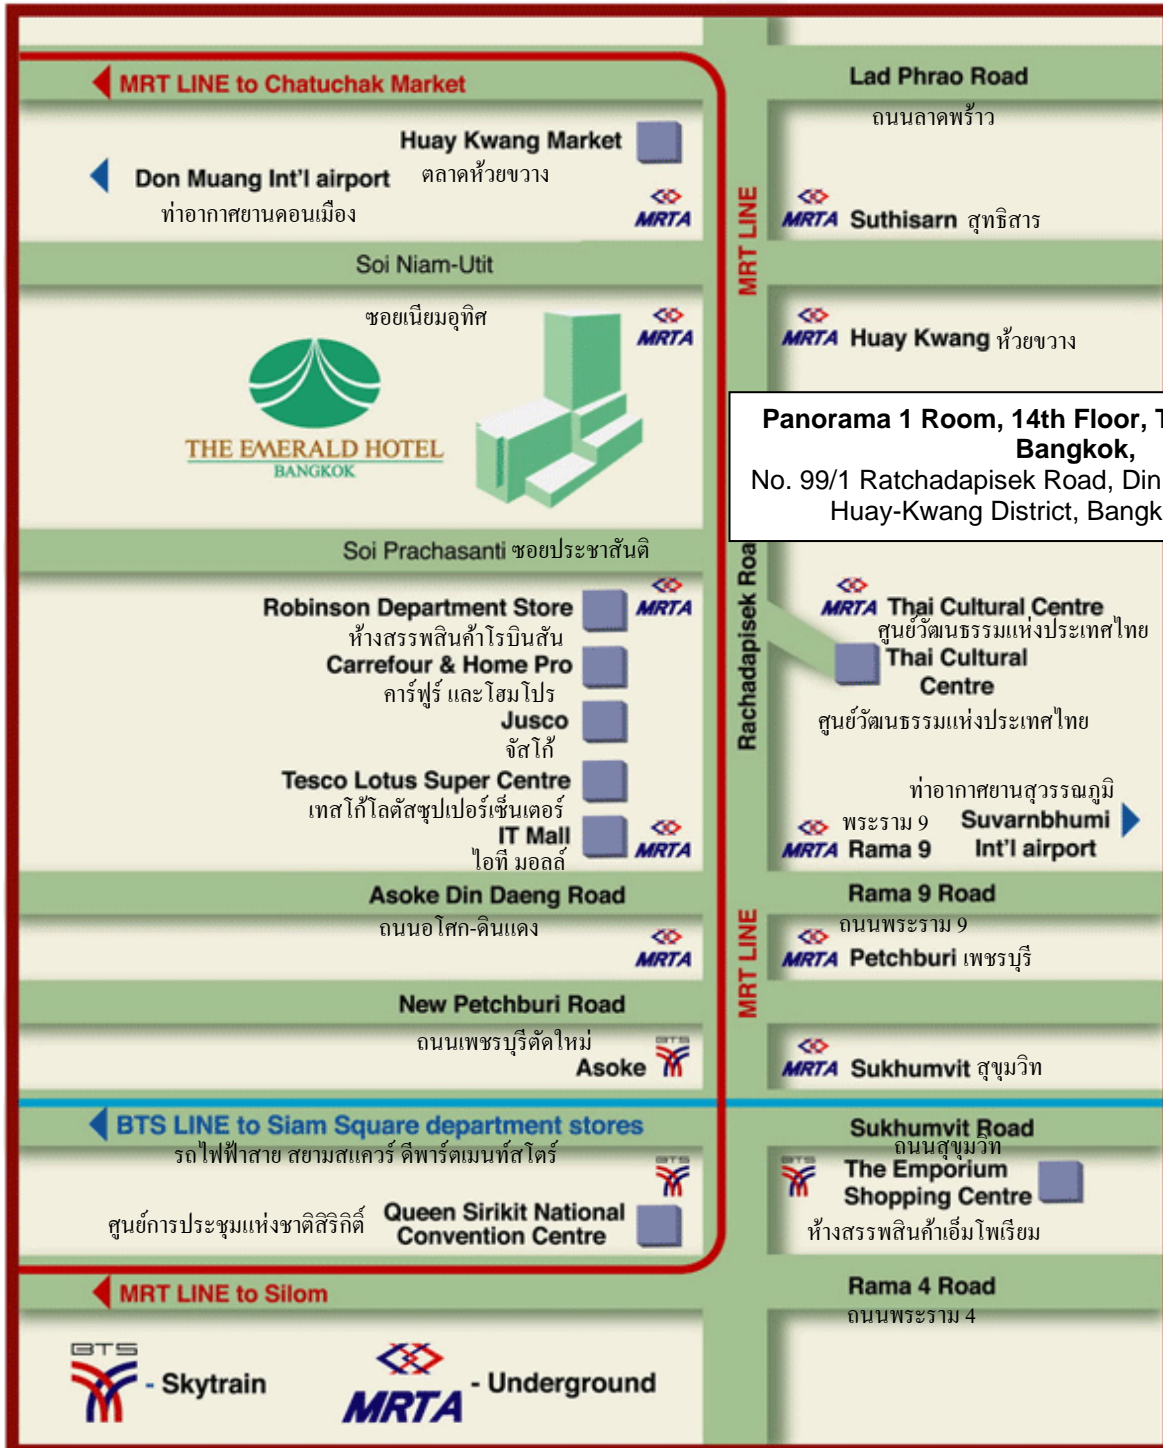 MRT LINE to Chatuchak Market
Lad Phrao Road
ถนนลาดพร้าว
Huay Kwang Market
ตลาดห้วยขวาง
Don Muang Int'l airport
ท่าอากาศยานดอนเมือง
MRTA
MRT LINE
MRTA Suthisarn สุทธิสาร
Soi Niam-Utit
ซอยเนียมอุทิศ
MRTA
MRTA Huay Kwang ห้วยขวาง
THE EMERALD HOTEL
BANGKOK
Panorama 1 Room, 14th Floor, T
Bangkok,
No. 99/1 Ratchadapisek Road, Din
Huay-Kwang District, Bangk
Soi Prachasanti ซอยประชาสันติ
Rachadapisek Roa
Robinson Department Store
ห้างสรรพสินค้าโรบินสัน
MRTA
MRTA Thai Cultural Centre
ศูนย์วัฒนธรรมแห่งประเทศไทย
Carrefour & Home Pro
คาร์ฟูร์ และโฮมโปร
Thai Cultural
Centre
ศูนย์วัฒนธรรมแห่งประเทศไทย
Jusco
จัสโก้
Tesco Lotus Super Centre
เทสโก้โลตัสซุปเปอร์เซ็นเตอร์
IT Mall
ไอที มอลล์
MRTA
ท่าอากาศยานสุวรรณภูมิ
Suvarnbhumi
Int'l airport
พระราม 9
MRTA Rama 9
Asoke Din Daeng Road
ถนนอโศก-ดินแดง
Rama 9 Road
ถนนพระราม 9
MRTA
MRT LINE
MRTA Petchburi เพชรบุรี
New Petchburi Road
ถนนเพชรบุรีตัดใหม่
BTS
Asoke
MRTA Sukhumvit สุขุมวิท
BTS LINE to Siam Square department stores
รถไฟฟ้าสาย สยามสแควร์ ดีพาร์ตเมนท์สโตร์
Sukhumvit Road
ถนนสุขุมวิท
BTS
BTS
The Emporium
Shopping Centre
ห้างสรรพสินค้าเอ็มโพเรียม
ศูนย์การประชุมแห่งชาติสิริกิติ์
Queen Sirikit National
Convention Centre
MRT LINE to Silom
Rama 4 Road
ถนนพระราม 4
BTS
- Skytrain
MRTA
- Underground